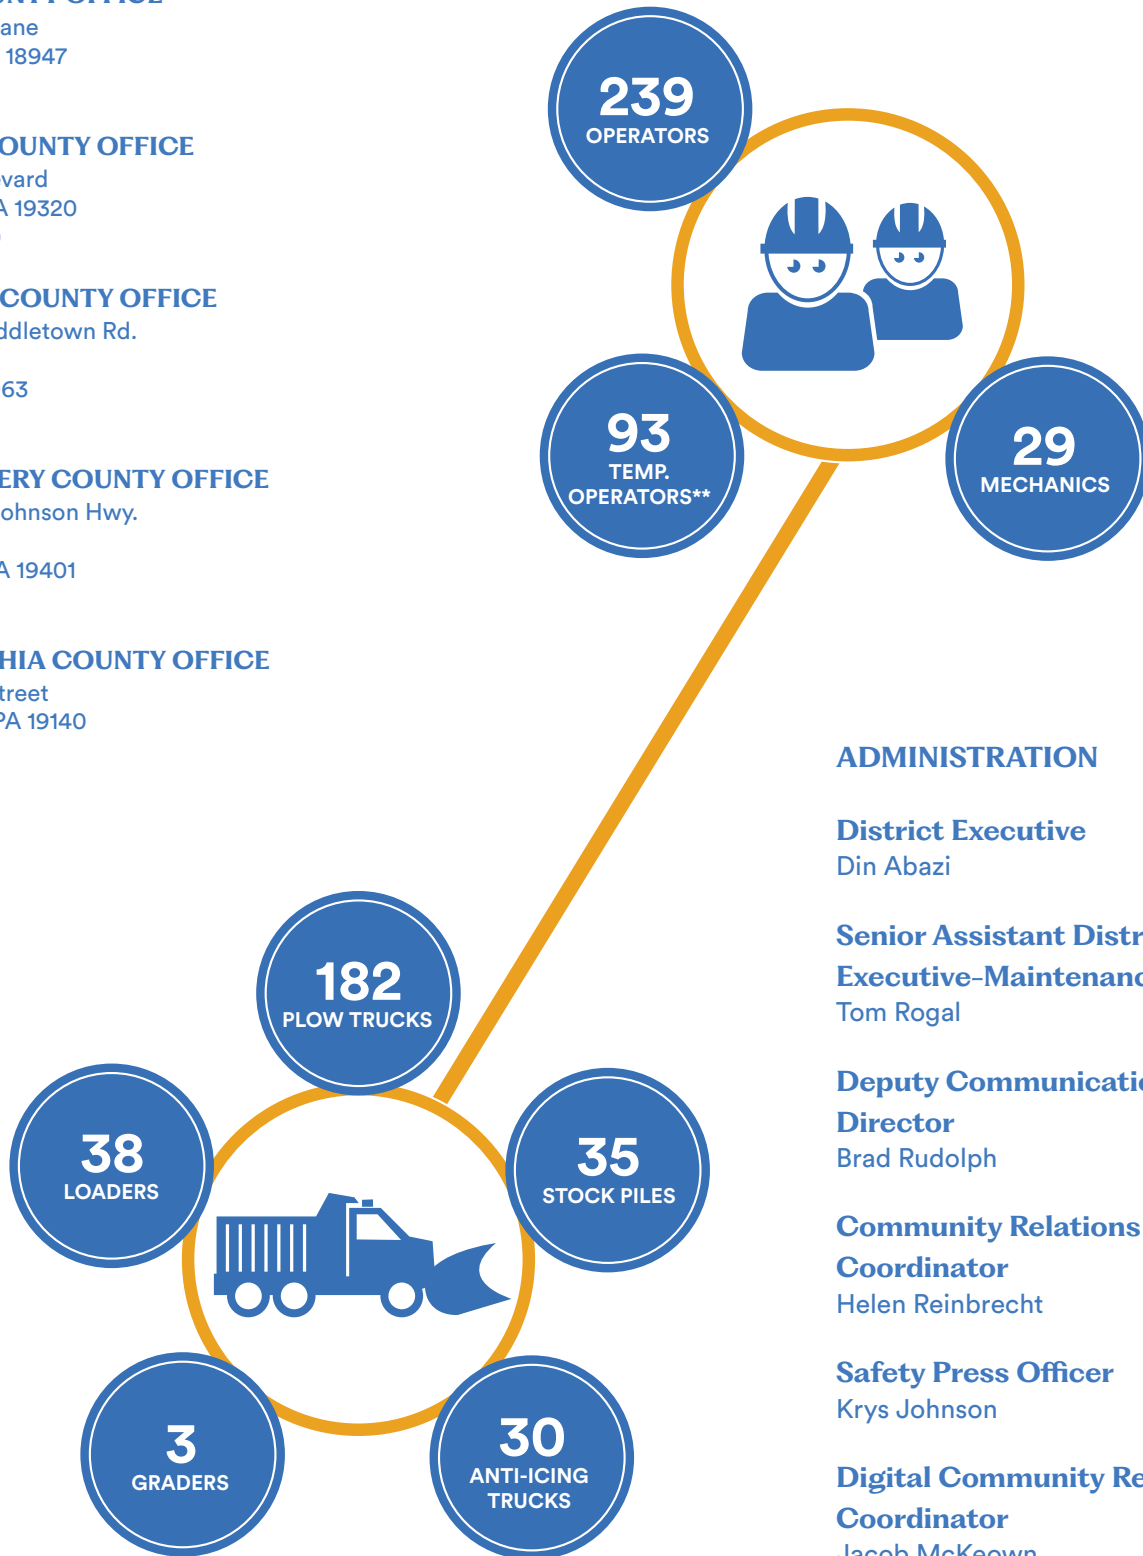 ane
18947
OUNTY OFFICE
vard
A 19320
COUNTY OFFICE
ddletown Rd.
63
ERY COUNTY OFFICE
ohnson Hwy.
A 19401
HIA COUNTY OFFICE
treet
PA 19140
239
OPERATORS
93
TEMP.
OPERATORS**
29
MECHANICS
182
PLOW TRUCKS
38
LOADERS
35
STOCK PILES
3
GRADERS
30
ANTI-ICING
TRUCKS
ADMINISTRATION
District Executive
Din Abazi
Senior Assistant Distr
Executive-Maintenanc
Tom Rogal
Deputy Communicatio
Director
Brad Rudolph
Community Relations
Coordinator
Helen Reinbrecht
Safety Press Officer
Krys Johnson
Digital Community Re
Coordinator
Jacob McKeown